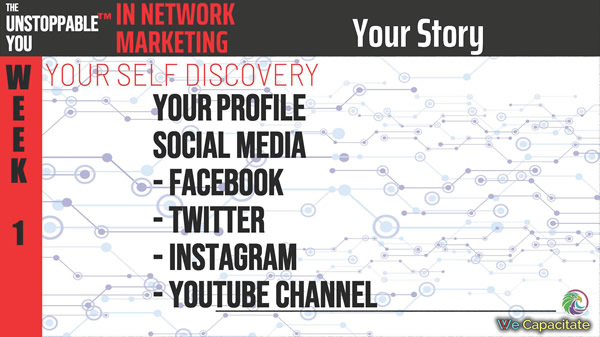 THE
UNSTOPPABLE™
YOU
IN NETWORK
MARKETING
Your Story
WEEK 1
YOUR SELF DISCOVERY
YOUR PROFILE
SOCIAL MEDIA
- FACEBOOK
- TWITTER
- INSTAGRAM
- YOUTUBE CHANNEL
We Capacitate